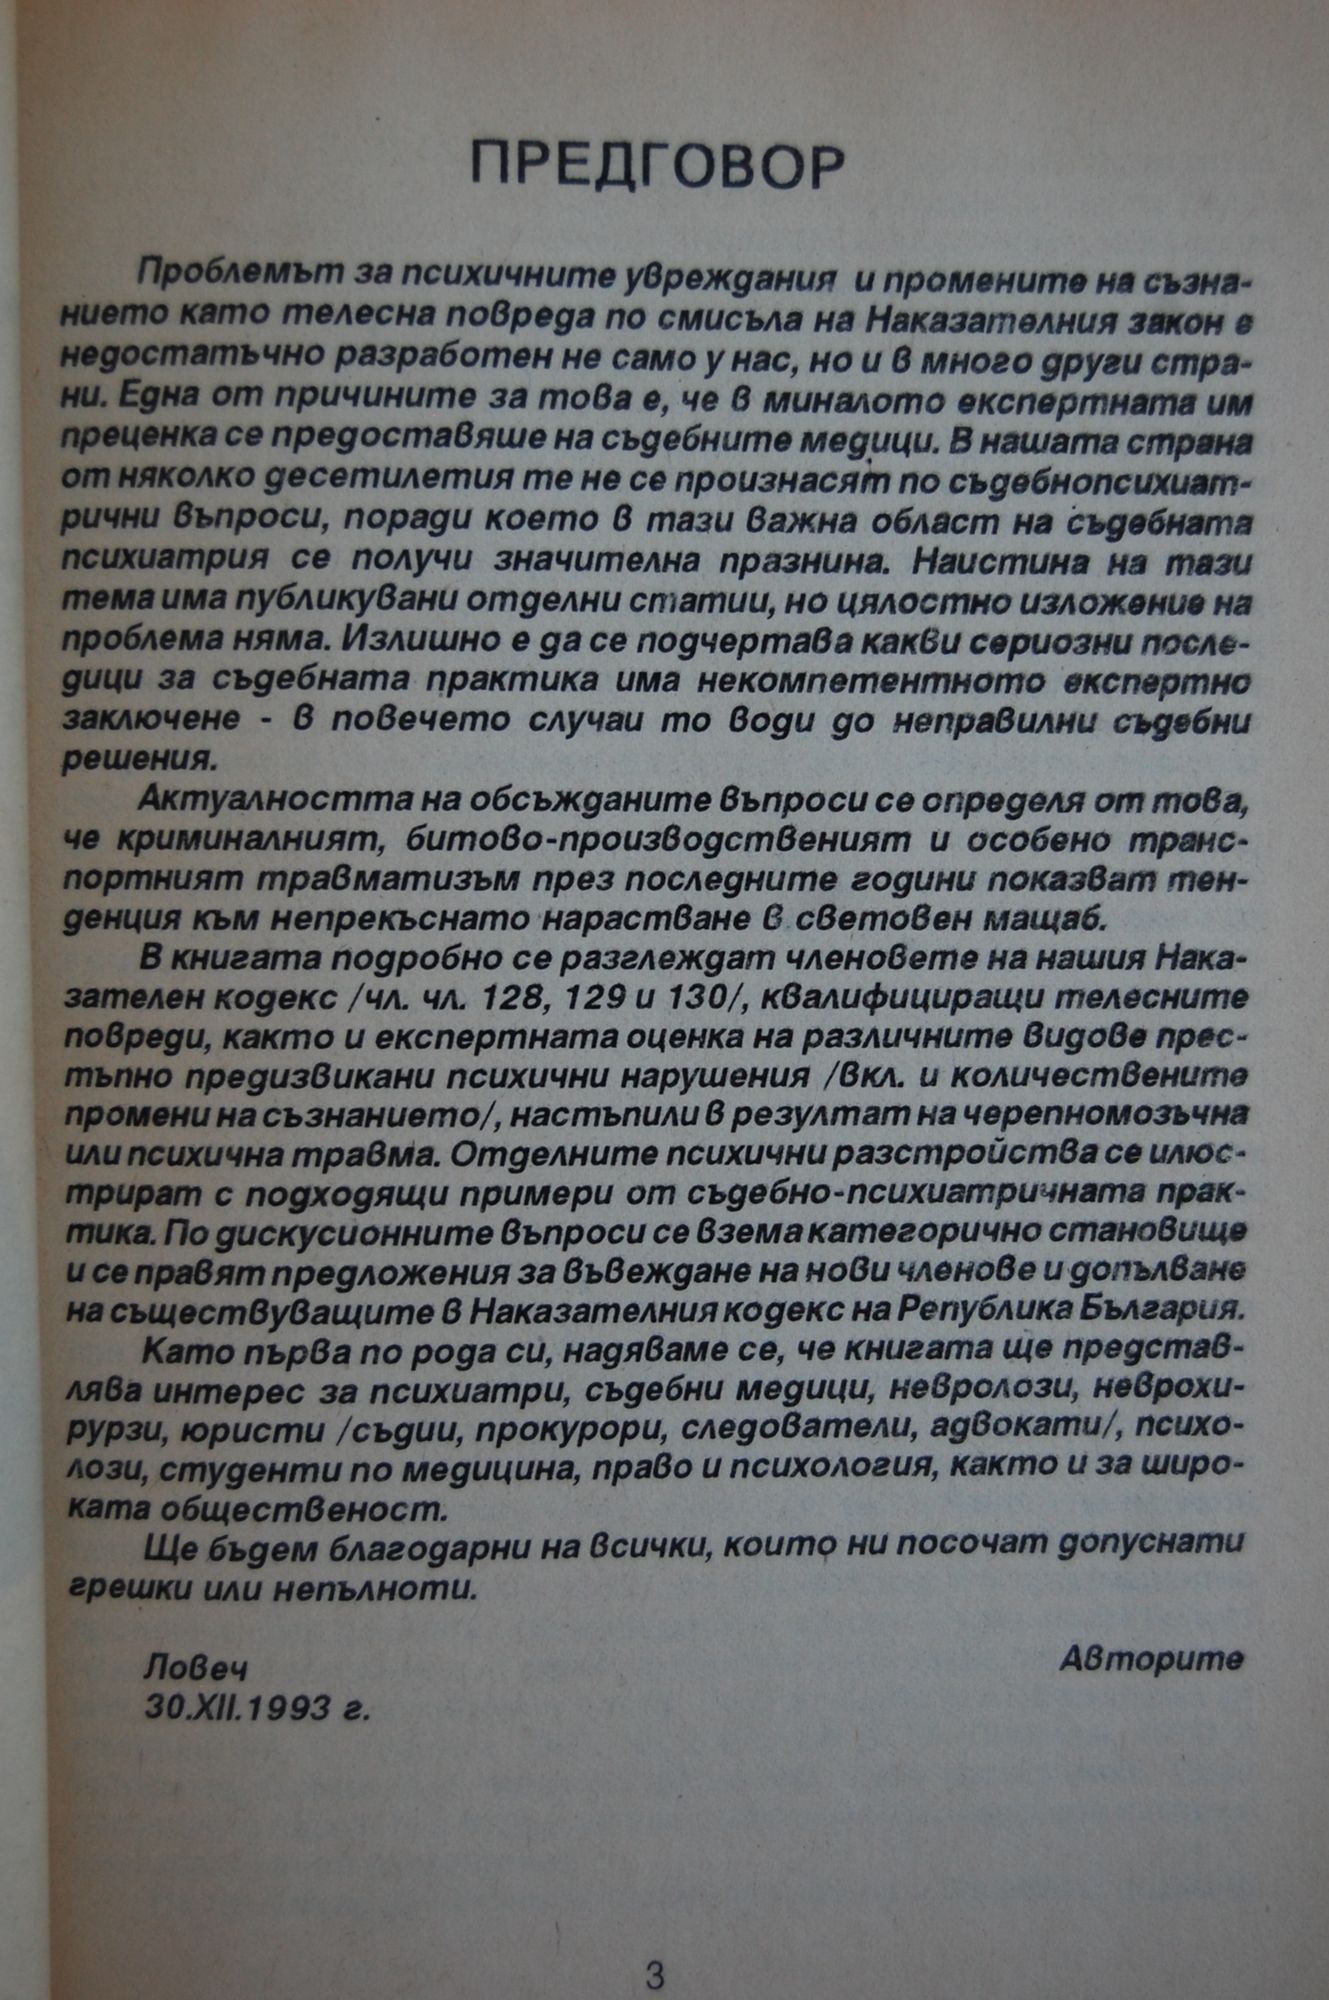 ПРЕДГОВОР
Проблемът за психичните увреждания и промените на съзна-
нието като телесна повреда по смисъла на Наказателния закон е
недостатъчно разработен не само у нас, но и в много други стра-
ни. Една от причините за това е, че в миналото експертната им
преценка се предоставяше на съдебните медици. В нашата страна
от няколко десетилетия те не се произнасят по съдебнопсихиат-
рични въпроси, поради което в тази важна област на съдебната
психиатрия се получи значителна празнина. Наистина на тази
тема има публикувани отделни статии, но цялостно изложение на
проблема няма. Излишно е да се подчертава какви сериозни после-
дици за съдебната практика има некомпетентното експертно
заключене - в повечето случаи то води до неправилни съдебни
решения.
Актуалността на обсъжданите въпроси се определя от това,
че криминалният, битово-производственият и особено транс-
портният травматизъм през последните години показват тен-
денция към непрекъснато нарастване в световен мащаб.
В книгата подробно се разглеждат членовете на нашия Нака-
зателен кодекс /чл. чл. 128, 129 и 130/, квалифициращи телесните
повреди, както и експертната оценка на различните видове прес-
тъпно предизвикани психични нарушения /вкл. и количествените
промени на съзнанието/, настъпили в резултат на черепномозъчна
или психична травма. Отделните психични разстройства се илюс-
трират с подходящи примери от съдебно-психиатричната прак-
тика. По дискусионните въпроси се взема категорично становище
и се правят предложения за въвеждане на нови членове и допълване
на съществуващите в Наказателния кодекс на Република България.
Като първа по рода си, надяваме се, че книгата ще представ-
лява интерес за психиатри, съдебни медици, невролози, неврохи-
рурзи, юристи /съдии, прокурори, следователи, адвокати/, психо-
лози, студенти по медицина, право и психология, както и за широ-
ката общественост.
Ще бъдем благодарни на всички, които ни посочат допуснати
грешки или непълноти.
Ловеч Авторите
30.XII.1993 г.
3